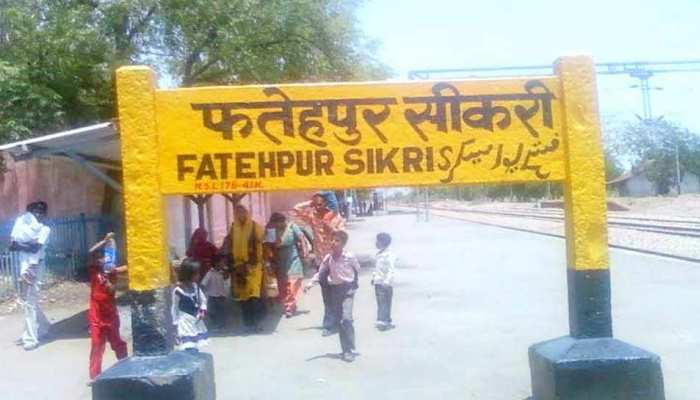 फतेहपुर सीकरी
FATEHPUR SIKRI فتح پور سیکری